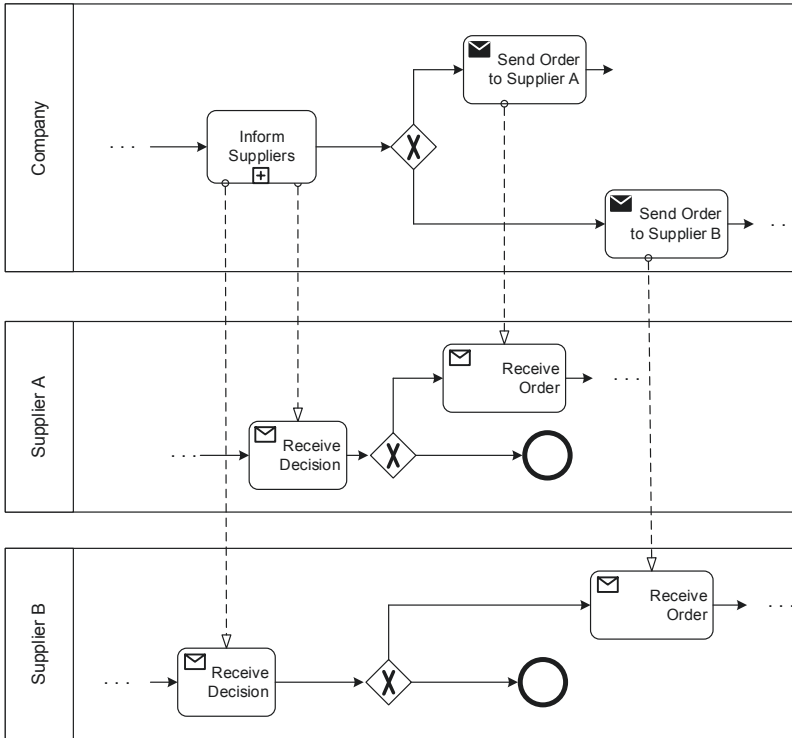 Company
. . .
Inform
Suppliers
Send Order
to Supplier A
Send Order
to Supplier B
. . .
Supplier A
. . .
Receive
Decision
Receive
Order
. . .
Supplier B
. . .
Receive
Decision
Receive
Order
. . .